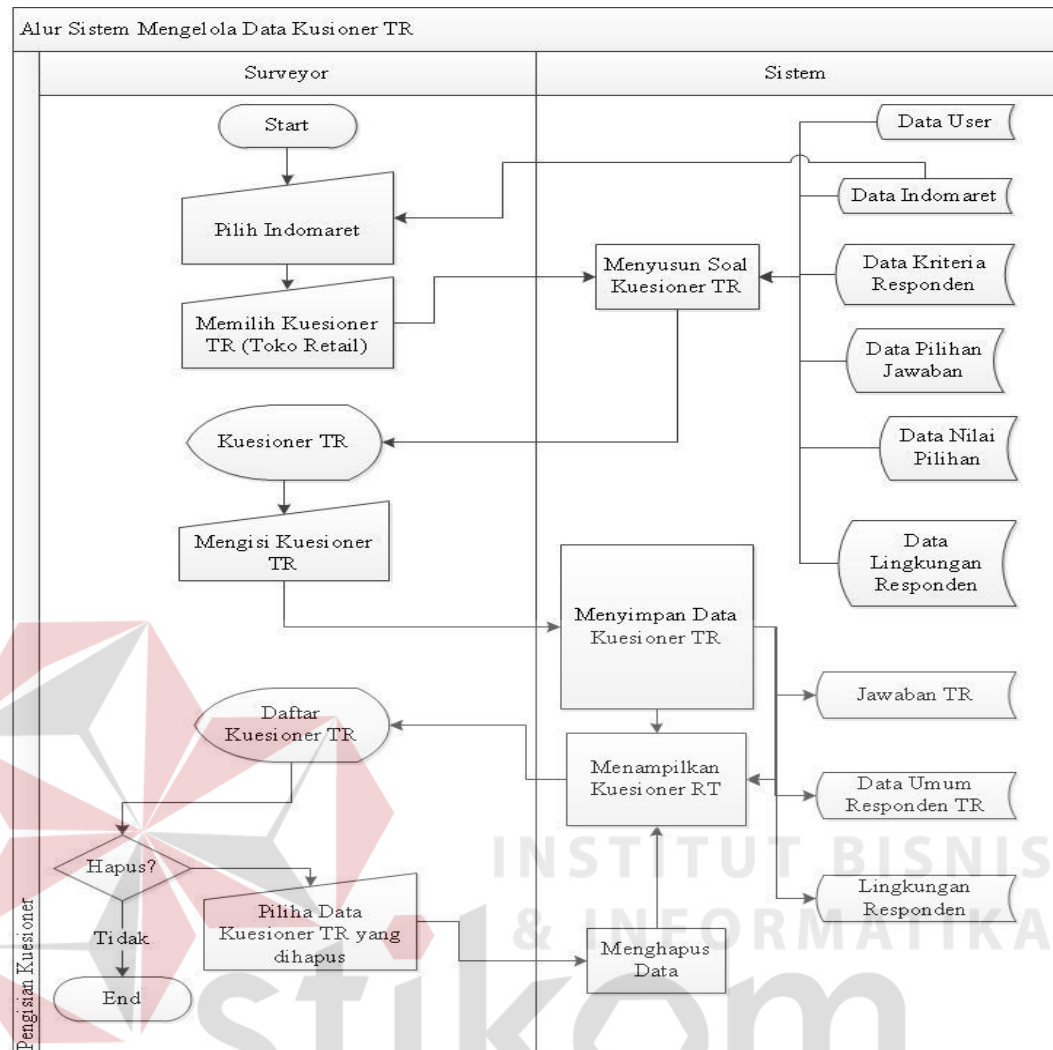 Alur Sistem Mengelola Data Kusioner TR
Surveyor
Sistem
Start
Data User
Pilih Indomaret
Data Indomaret
Menyusun Soal
Kuesioner TR
Data Kriteria
Responden
Memilih Kuesioner
TR (Toko Retail)
Data Pilihan
Jawaban
Kuesioner TR
Data Nilai
Pilihan
Mengisi Kuesioner
TR
Data
Lingkungan
Responden
Menyimpan Data
Kuesioner TR
Jawaban TR
Daftar
Kuesioner TR
Menampilkan
Kuesioner RT
Data Umum
Responden TR
Hapus?
Piliha Data
Kuesioner TR yang
dihapus
Lingkungan
Responden
Tidak
Menghapus
Data
End
Pengisian Kuesioner
INSTITUT BISNIS
& INFORMATIKA
stikom